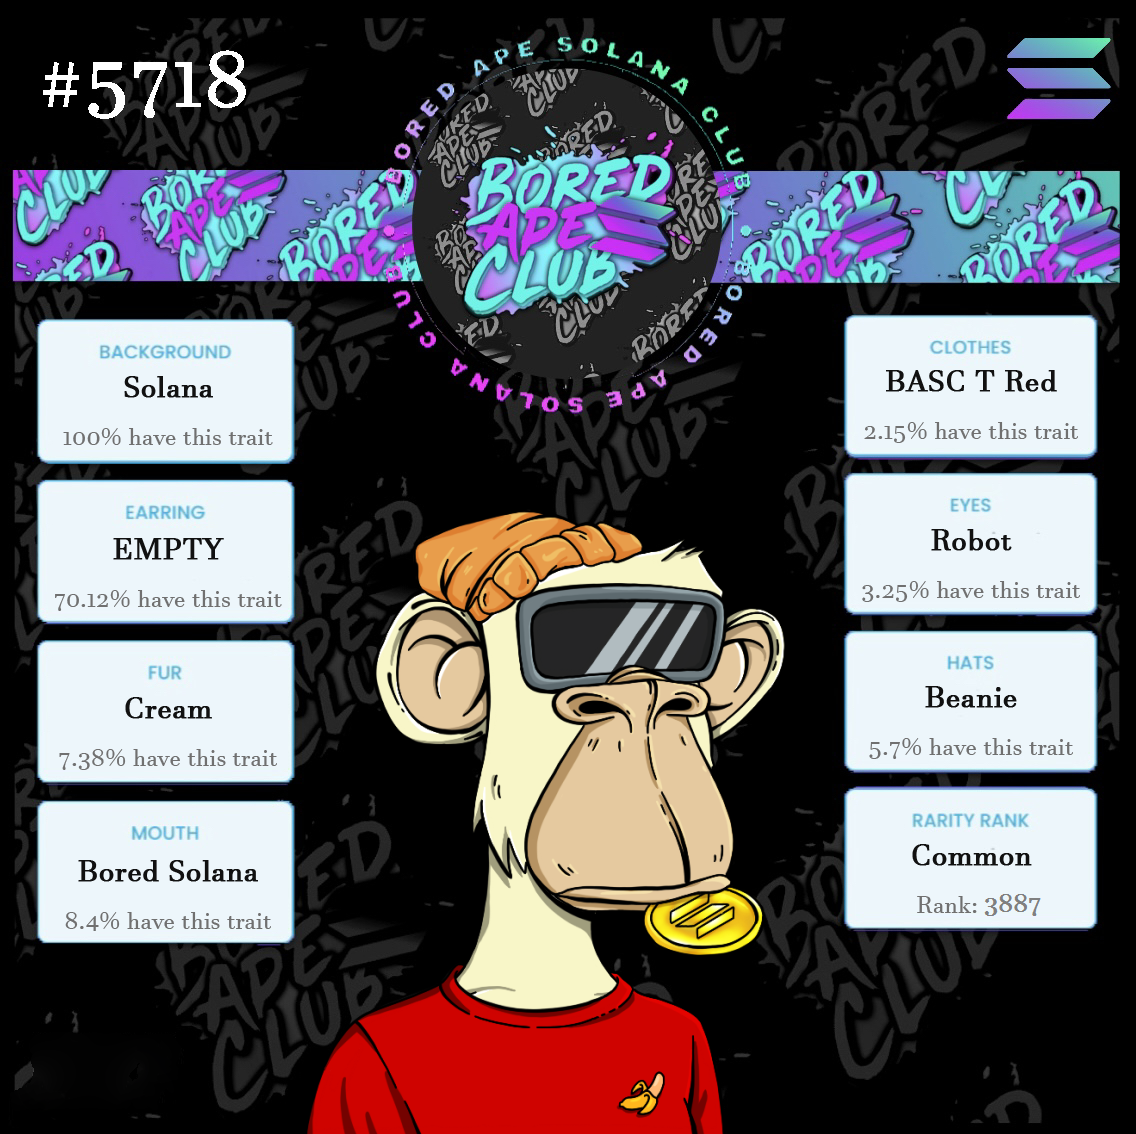 #5718
BORED APE SOLANA CLUB
BORED
APE
CLUB
BORED APE SOLANA CLUB
BACKGROUND
Solana
100% have this trait
EARRING
EMPTY
70.12% have this trait
FUR
Cream
7.38% have this trait
MOUTH
Bored Solana
8.4% have this trait
CLOTHES
BASC T Red
2.15% have this trait
EYES
Robot
3.25% have this trait
HATS
Beanie
5.7% have this trait
RARITY RANK
Common
Rank: 3887